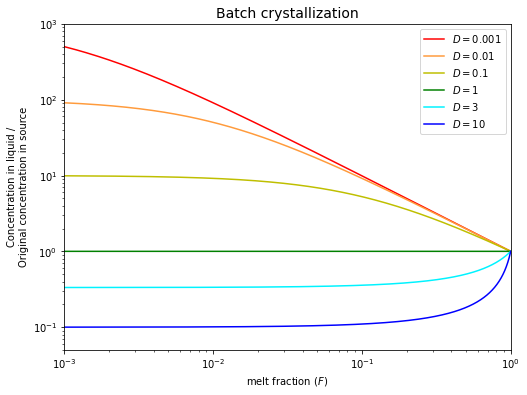 Batch crystallization
Concentration in liquid /
Original concentration in source
10³
10²
10¹
10⁰
10⁻¹
D = 0.001
D = 0.01
D = 0.1
D = 1
D = 3
D = 10
10⁻³
10⁻²
10⁻¹
10⁰
melt fraction (F)